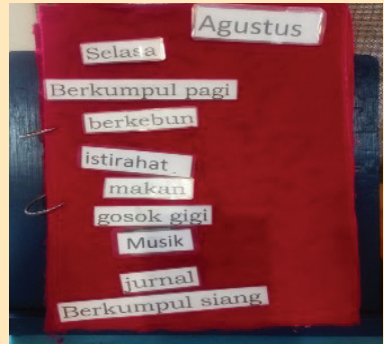 Agustus
Selasa
Berkumpul pagi
berkebun
istirahat
makan
gosok gigi
Musik
jurnal
Berkumpul siang